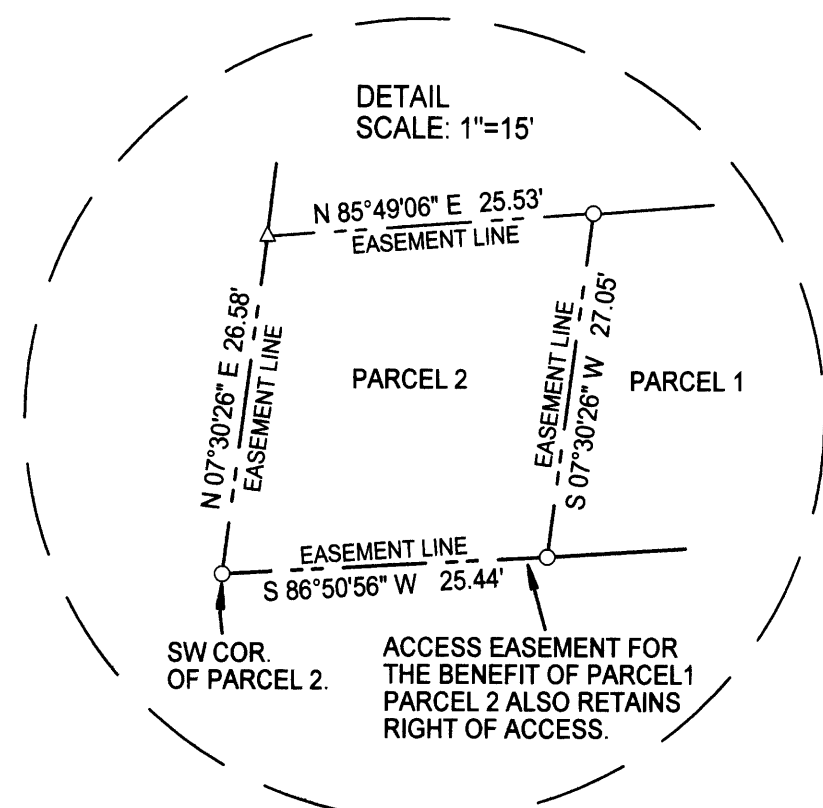 DETAIL
SCALE: 1"=15'
N 85°49'06" E 25.53'
EASEMENT LINE
N 07°30'26" E 26.58'
EASEMENT LINE
PARCEL 2
EASEMENT LINE
S 07°30'26" W 27.05'
PARCEL 1
EASEMENT LINE
S 86°50'56" W 25.44'
SW COR.
OF PARCEL 2.
ACCESS EASEMENT FOR
THE BENEFIT OF PARCEL1
PARCEL 2 ALSO RETAINS
RIGHT OF ACCESS.